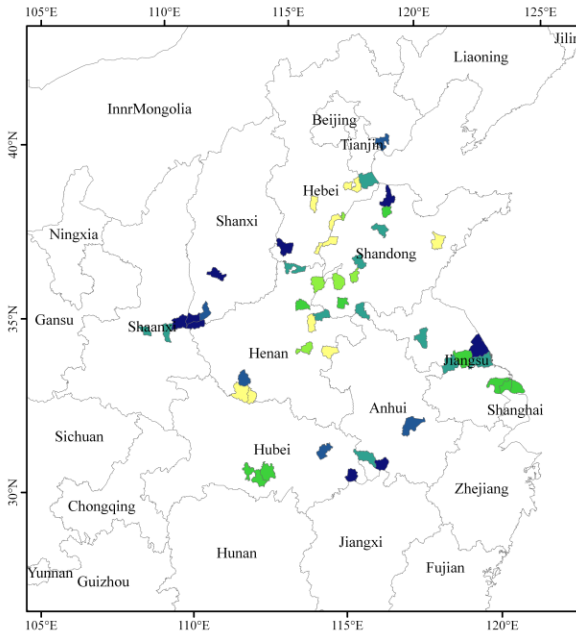 105°E 110°E 115°E 120°E 125°E
Jilin
Liaoning
InnrMongolia
Beijing
40°N
Tianjin
Hebei
Shanxi
Ningxia
Shandong
35°N
Gansu
Shaanxi
Henan
Jiangsu
Anhui
Shanghai
Sichuan
Hubei
30°N
Zhejiang
Chongqing
Hunan
Jiangxi
Yunnan
Guizhou
Fujian
105°E 110°E 115°E 120°E